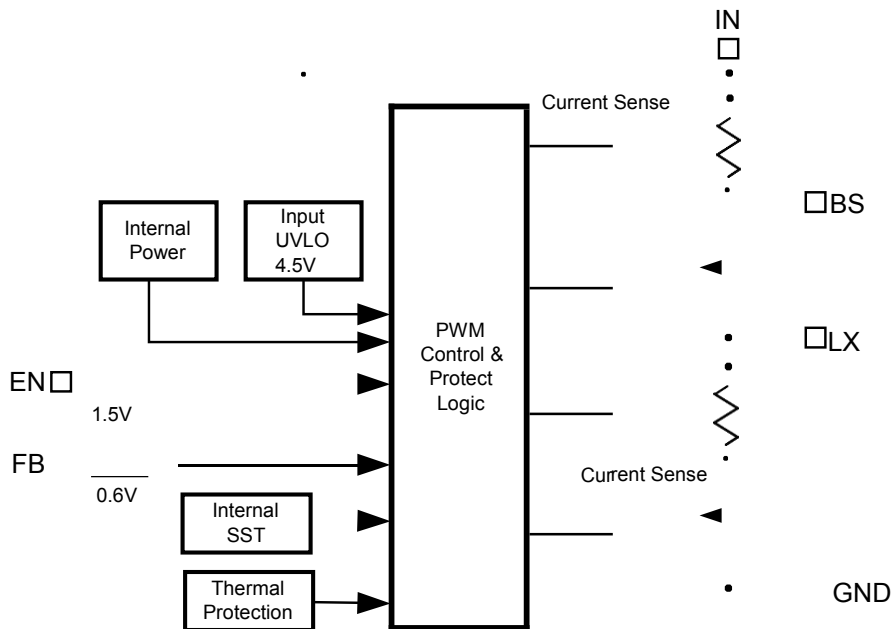 IN
Current Sense
BS
Internal
Power
Input
UVLO
4.5V
PWM
Control &
Protect
Logic
LX
EN
1.5V
FB
0.6V
Current Sense
Internal
SST
Thermal
Protection
GND